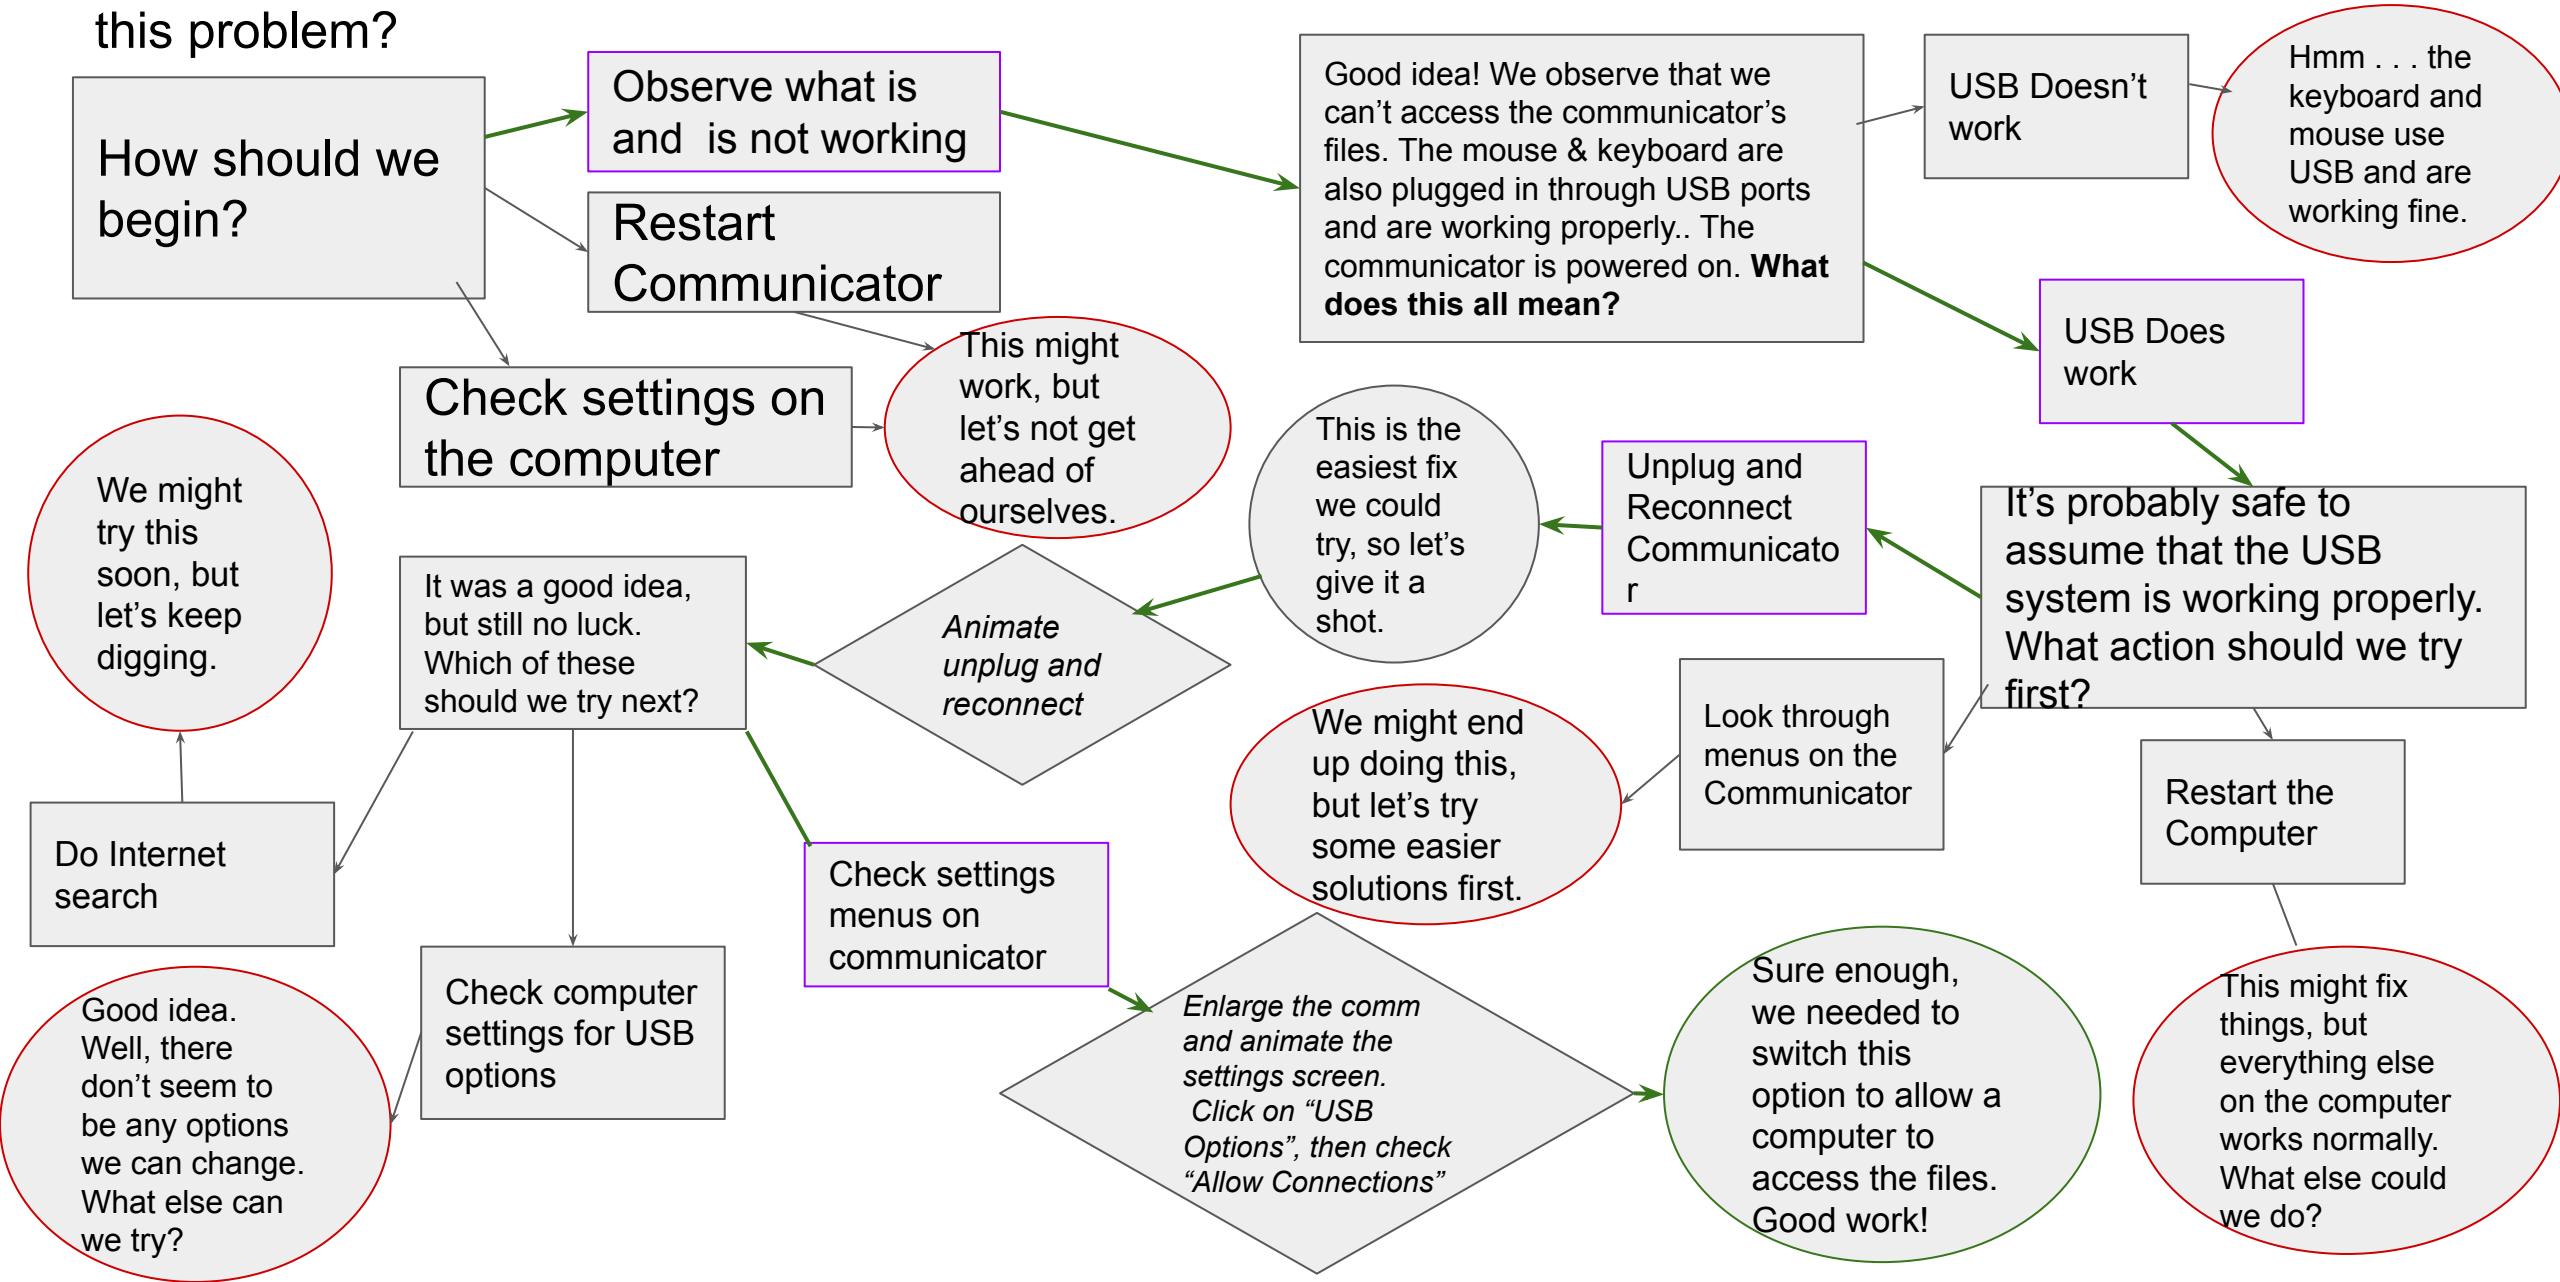 this problem?
How should we
begin?
Observe what is
and  is not working
Restart
Communicator
Check settings on
the computer
This might
work, but
let's not get
ahead of
ourselves.
Good idea! We observe that we
can't access the communicator's
files. The mouse & keyboard are
also plugged in through USB ports
and are working properly.. The
communicator is powered on. What
does this all mean?
USB Doesn't
work
Hmm . . . the
keyboard and
mouse use
USB and are
working fine.
USB Does
work
It's probably safe to
assume that the USB
system is working properly.
What action should we try
first?
Unplug and
Reconnect
Communicato
r
This is the
easiest fix
we could
try, so let's
give it a
shot.
Look through
menus on the
Communicator
We might end
up doing this,
but let's try
some easier
solutions first.
Restart the
Computer
This might fix
things, but
everything else
on the computer
works normally.
What else could
we do?
Animate
unplug and
reconnect
It was a good idea,
but still no luck.
Which of these
should we try next?
Do Internet
search
We might
try this
soon, but
let's keep
digging.
Check computer
settings for USB
options
Good idea.
Well, there
don't seem to
be any options
we can change.
What else can
we try?
Check settings
menus on
communicator
Enlarge the comm
and animate the
settings screen.
Click on “USB
Options”, then check
“Allow Connections”
Sure enough,
we needed to
switch this
option to allow a
computer to
access the files.
Good work!